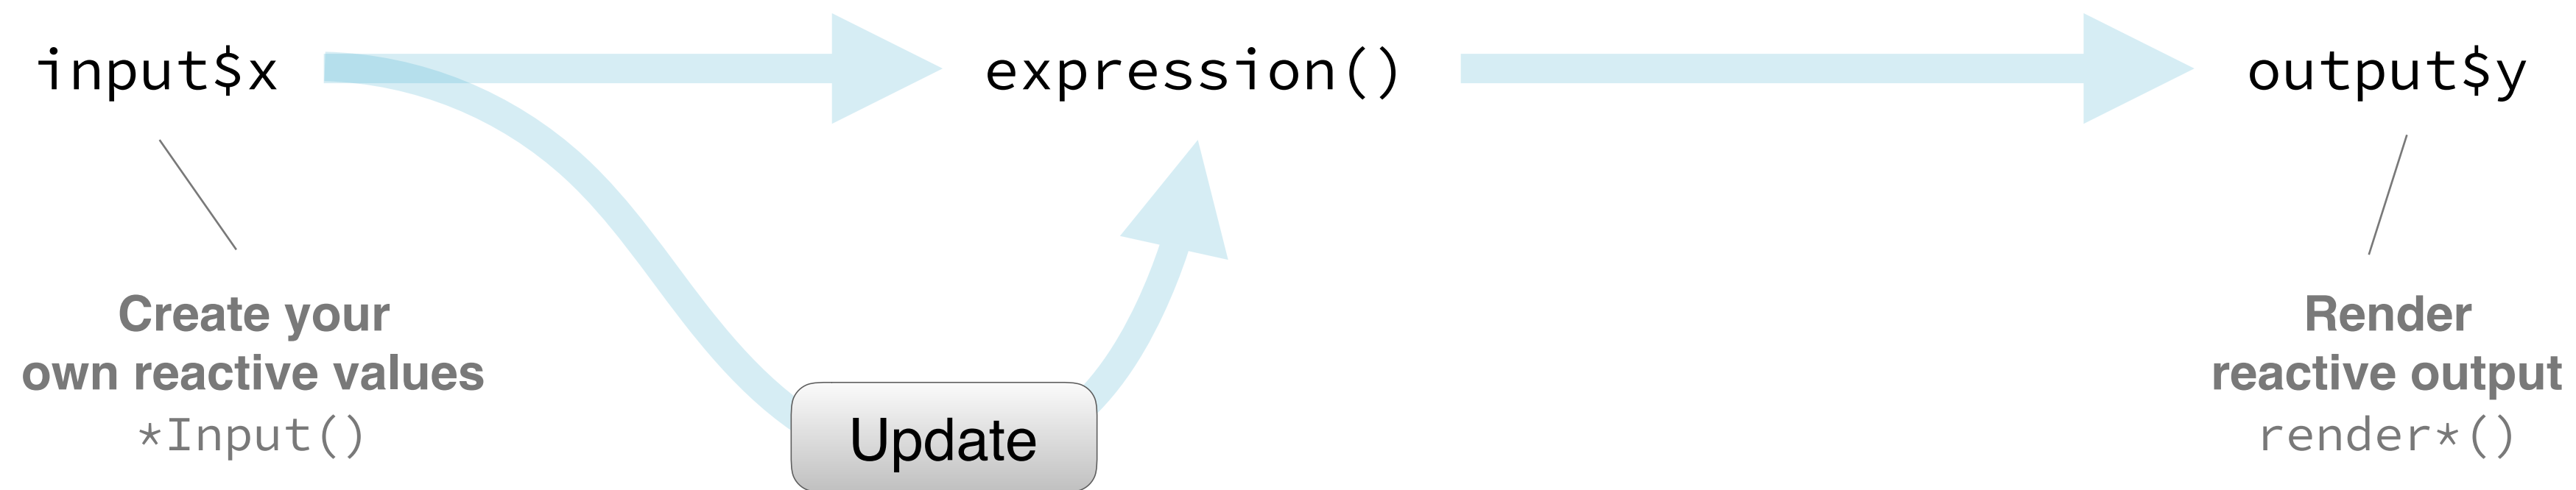 input$x
expression()
output$y
Create your
own reactive values
*Input()
Update
Render
reactive output
render*()